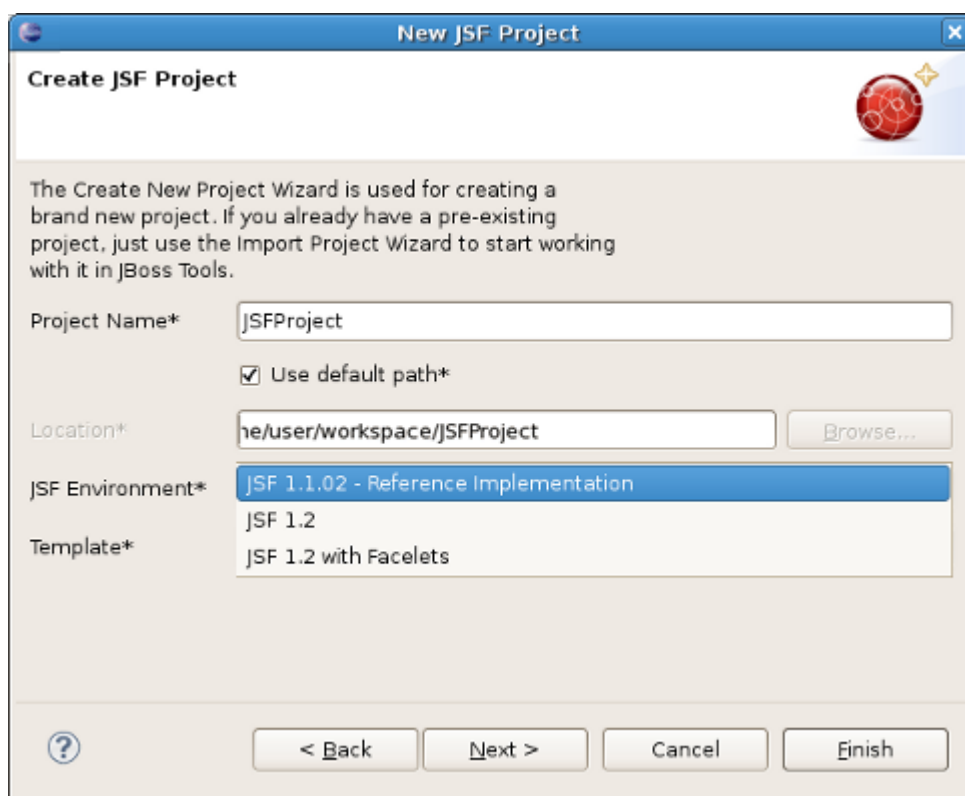 New JSF Project
Create JSF Project
The Create New Project Wizard is used for creating a
brand new project. If you already have a pre-existing
project, just use the Import Project Wizard to start working
with it in JBoss Tools.
Project Name* JSFProject
Use default path*
Location* ne/user/workspace/JSFProject Browse...
JSF Environment* JSF 1.1.02 - Reference Implementation
JSF 1.2
Template* JSF 1.2 with Facelets
? < Back Next > Cancel Finish